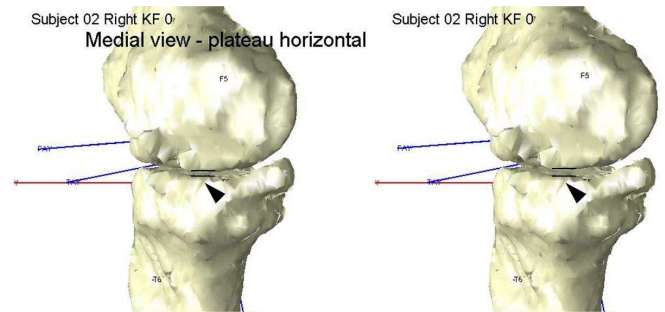 Subject 02 Right KF 0
Subject 02 Right KF 0
Medial view - plateau horizontal
F5
F5
FAY
FAY
Y
TAY
Y
TAY
-T6
-T6